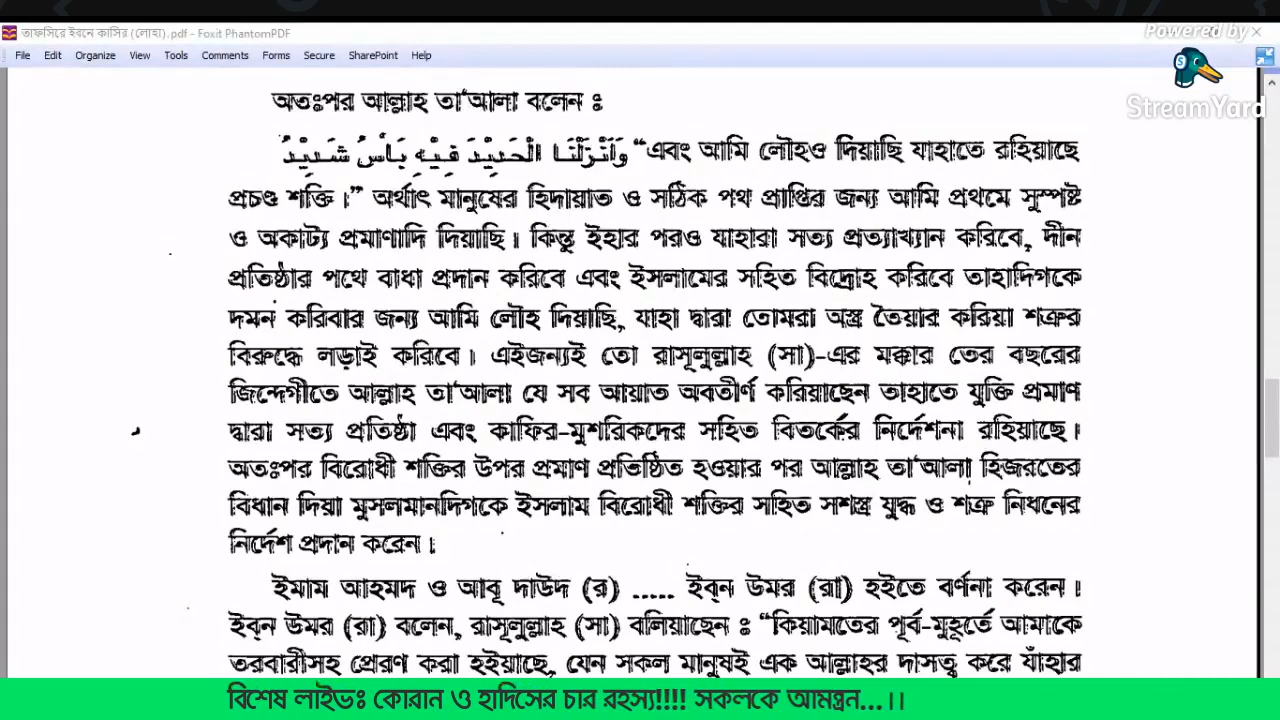 তাফসিরে ইবনে কাসির (লোহা).pdf - Foxit PhantomPDF
Powered by
File Edit Organize View Tools Comments Forms Secure SharePoint Help
StreamYard
অতঃপর আল্লাহ তা'আলা বলেন ঃ
وَاَنْزَلْنَا الْحَدِيْدَ فِيْهِ بَأْسٌ شَدِيْدٌ “এবং আমি লৌহও দিয়াছি যাহাতে রহিয়াছে
প্রচণ্ড শক্তি।” অর্থাৎ মানুষের হিদায়াত ও সঠিক পথ প্রাপ্তির জন্য আমি প্রথমে সুস্পষ্ট
ও অকাট্য প্রমাণাদি দিয়াছি। কিন্তু ইহার পরও যাহারা সত্য প্রত্যাখ্যান করিবে, দীন
প্রতিষ্ঠার পথে বাধা প্রদান করিবে এবং ইসলামের সহিত বিদ্রোহ করিবে তাহাদিগকে
দমন করিবার জন্য আমি লৌহ দিয়াছি, যাহা দ্বারা তোমরা অস্ত্র তৈয়ার করিয়া শত্রুর
বিরুদ্ধে লড়াই করিবে। এইজন্যই তো রাসূলুল্লাহ (সা)-এর মক্কার তের বছরের
জিন্দেগীতে আল্লাহ তা'আলা যে সব আয়াত অবতীর্ণ করিয়াছেন তাহাতে যুক্তি প্রমাণ
দ্বারা সত্য প্রতিষ্ঠা এবং কাফির-মুশরিকদের সহিত বিতর্কের নির্দেশনা রহিয়াছে।
অতঃপর বিরোধী শক্তির উপর প্রমাণ প্রতিষ্ঠিত হওয়ার পর আল্লাহ তা'আলা হিজরতের
বিধান দিয়া মুসলমানদিগকে ইসলাম বিরোধী শক্তির সহিত সশস্ত্র যুদ্ধ ও শত্রু নিধনের
নির্দেশ প্রদান করেন।
ইমাম আহমদ ও আবূ দাউদ (র) ..... ইব্‌ন উমর (রা) হইতে বর্ণনা করেন।
ইব্‌ন উমর (রা) বলেন, রাসূলুল্লাহ (সা) বলিয়াছেন ঃ “কিয়ামতের পূর্ব-মুহূর্তে আমাকে
তরবারীসহ প্রেরণ করা হইয়াছে, যেন সকল মানুষই এক আল্লাহর দাসত্ব করে যাঁহার
বিশেষ লাইভঃ কোরান ও হাদিসের চার রহস্য!!!! সকলকে আমন্ত্রন...।।